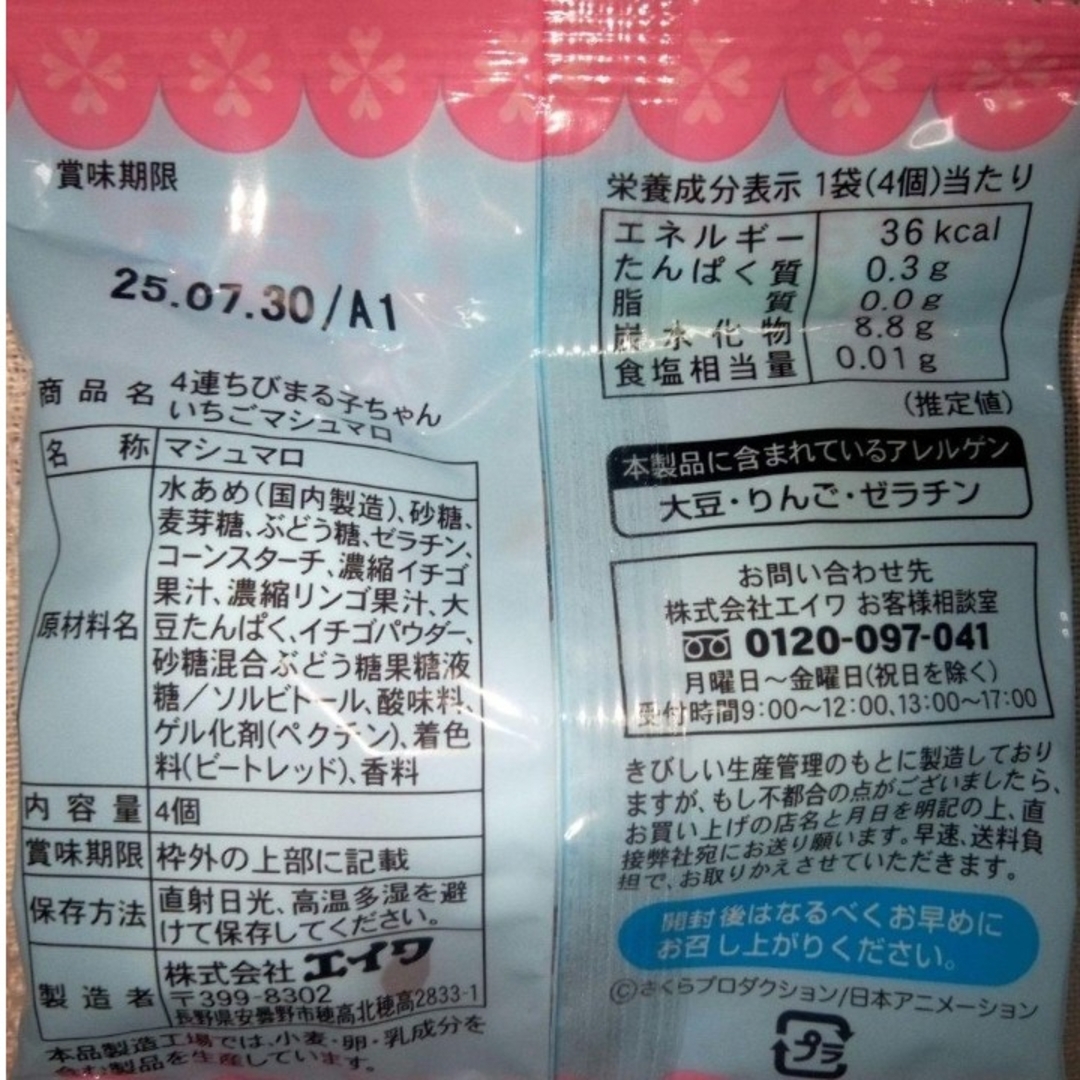 賞味期限
25.07.30/A1
商品名 4連ちびまる子ちゃん
いちごマシュマロ
名称 マシュマロ
原材料名 水あめ(国内製造)、砂糖、
麦芽糖、ぶどう糖、ゼラチン、
コーンスターチ、濃縮イチゴ
果汁、濃縮リンゴ果汁、大
豆たんぱく、イチゴパウダー、
砂糖混合ぶどう糖果糖液
糖/ソルビトール、酸味料、
ゲル化剤(ペクチン)、着色
料(ビートレッド)、香料
内容量 4個
賞味期限 枠外の上部に記載
保存方法 直射日光、高温多湿を避
けて保存してください。
製造者 株式会社 エイワ
〒399-8302
長野県安曇野市穂高北穂高2833-1
本品製造工場では、小麦・卵・乳成分を
含む製品を生産しています。
栄養成分表示 1袋(4個)当たり
エネルギー 36kcal
たんぱく質 0.3g
脂質 0.0g
炭水化物 8.8g
食塩相当量 0.01g
(推定値)
本製品に含まれているアレルゲン
大豆・りんご・ゼラチン
お問い合わせ先
株式会社エイワ お客様相談室
0120-097-041
月曜日〜金曜日(祝日を除く)
受付時間9:00〜12:00、13:00〜17:00
きびしい生産管理のもとに製造しており
ますが、もし不都合の点がございましたら、
お買い上げの店名と月日を明記の上、直
接弊社宛にお送り願います。早速、送料負
担で、お取りかえさせていただきます。
開封後はなるべくお早めに
お召し上がりください。
©さくらプロダクション/日本アニメーション
プラ